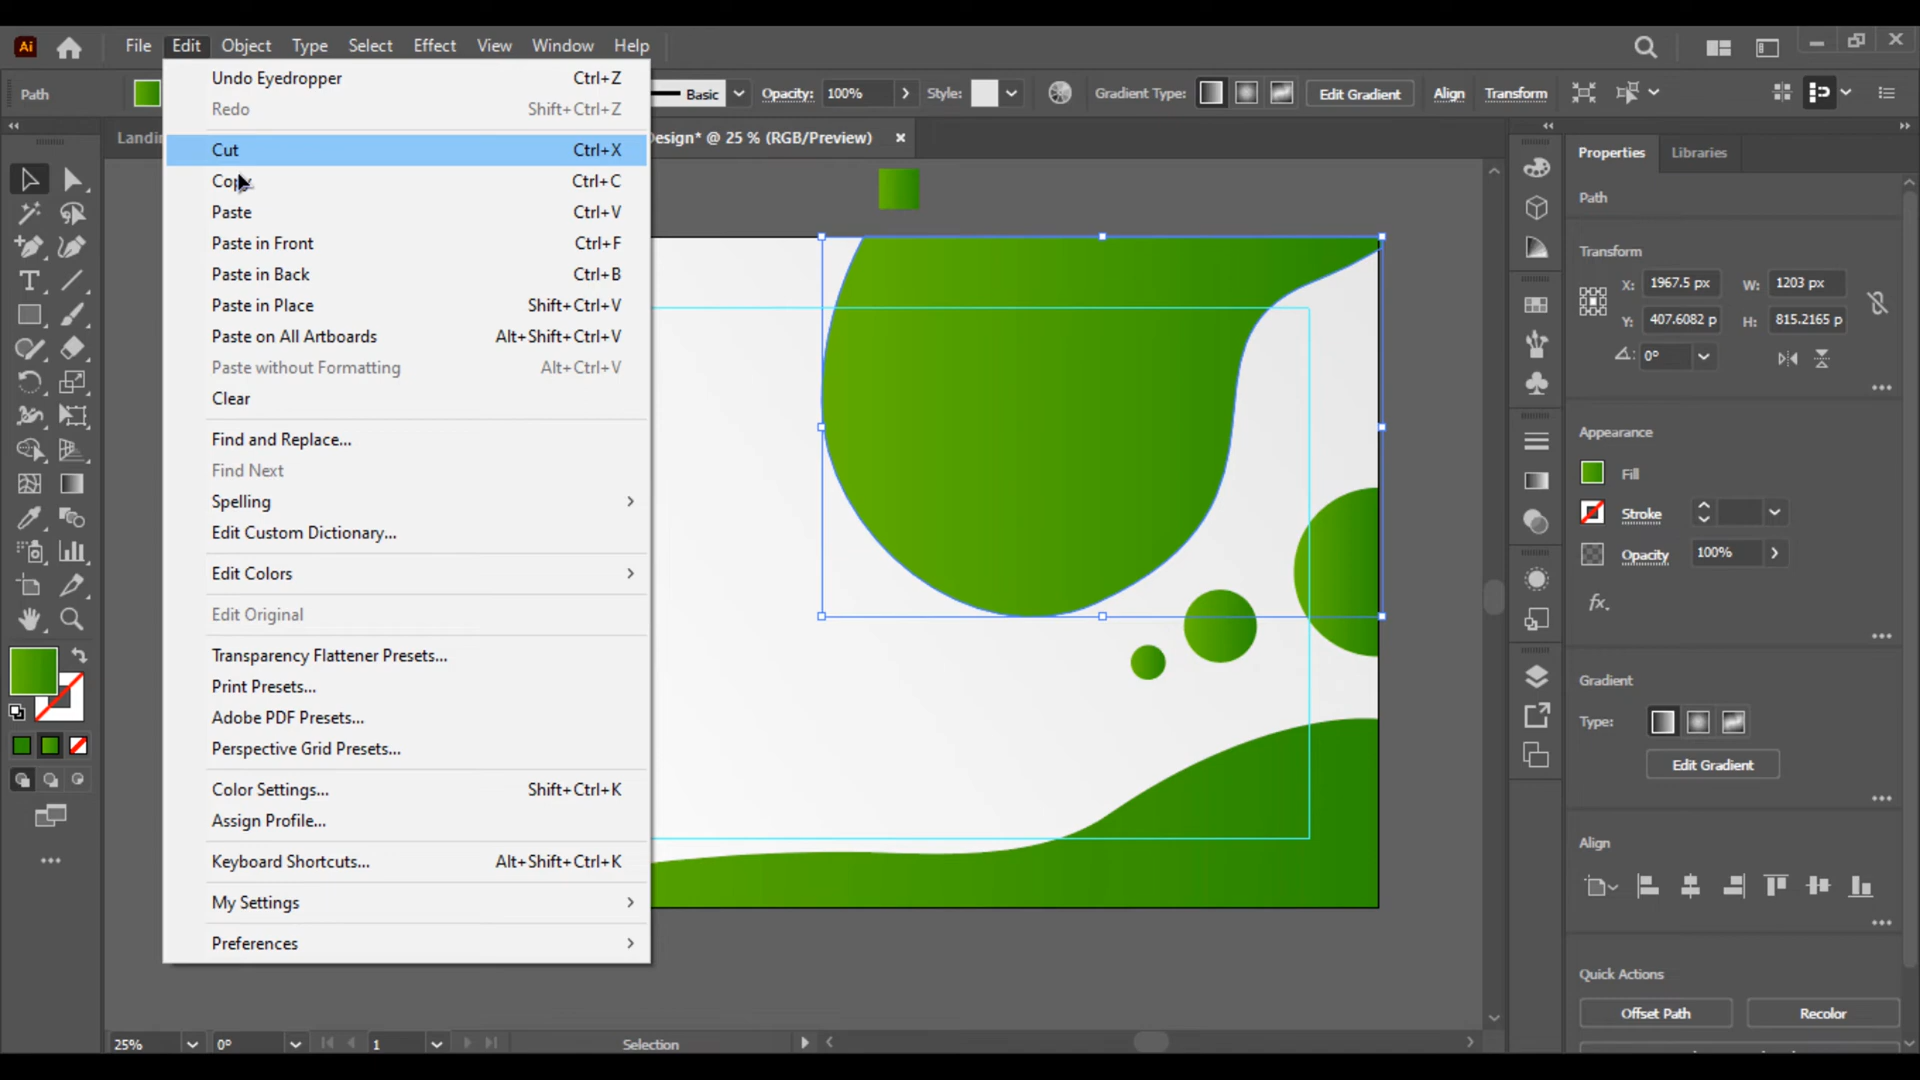 Ai File Edit Object Type Select Effect View Window Help
Path Basic Opacity: 100% Style: Gradient Type: Edit Gradient Align Transform
Landin Design* @ 25 % (RGB/Preview)
Undo Eyedropper Ctrl+Z
Redo Shift+Ctrl+Z
Cut Ctrl+X
Copy Ctrl+C
Paste Ctrl+V
Paste in Front Ctrl+F
Paste in Back Ctrl+B
Paste in Place Shift+Ctrl+V
Paste on All Artboards Alt+Shift+Ctrl+V
Paste without Formatting Alt+Ctrl+V
Clear
Find and Replace...
Find Next
Spelling
Edit Custom Dictionary...
Edit Colors
Edit Original
Transparency Flattener Presets...
Print Presets...
Adobe PDF Presets...
Perspective Grid Presets...
Color Settings... Shift+Ctrl+K
Assign Profile...
Keyboard Shortcuts... Alt+Shift+Ctrl+K
My Settings
Preferences
Properties Libraries
Path
Transform
X: 1967.5 px W: 1203 px
Y: 407.6082 p H: 815.2165 p
0°
Appearance
Fill
Stroke
Opacity 100%
fx.
Gradient
Type:
Edit Gradient
Align
Quick Actions
Offset Path Recolor
25% 0° 1 Selection